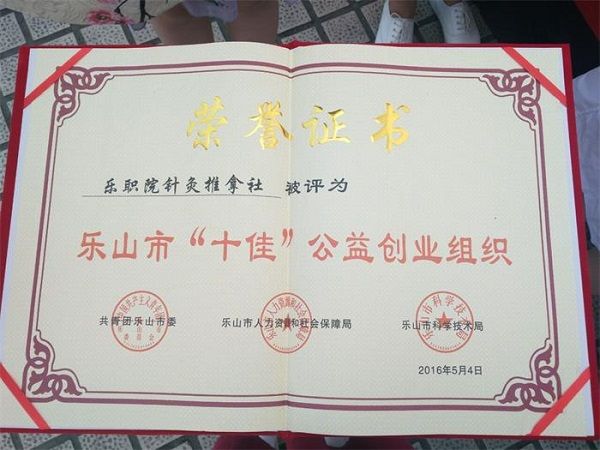 荣誉证书
乐职院针灸推拿社 被评为
乐山市“十佳”公益创业组织
共青团乐山市委 乐山市人力资源和社会保障局 乐山市科学技术局
2016年5月4日